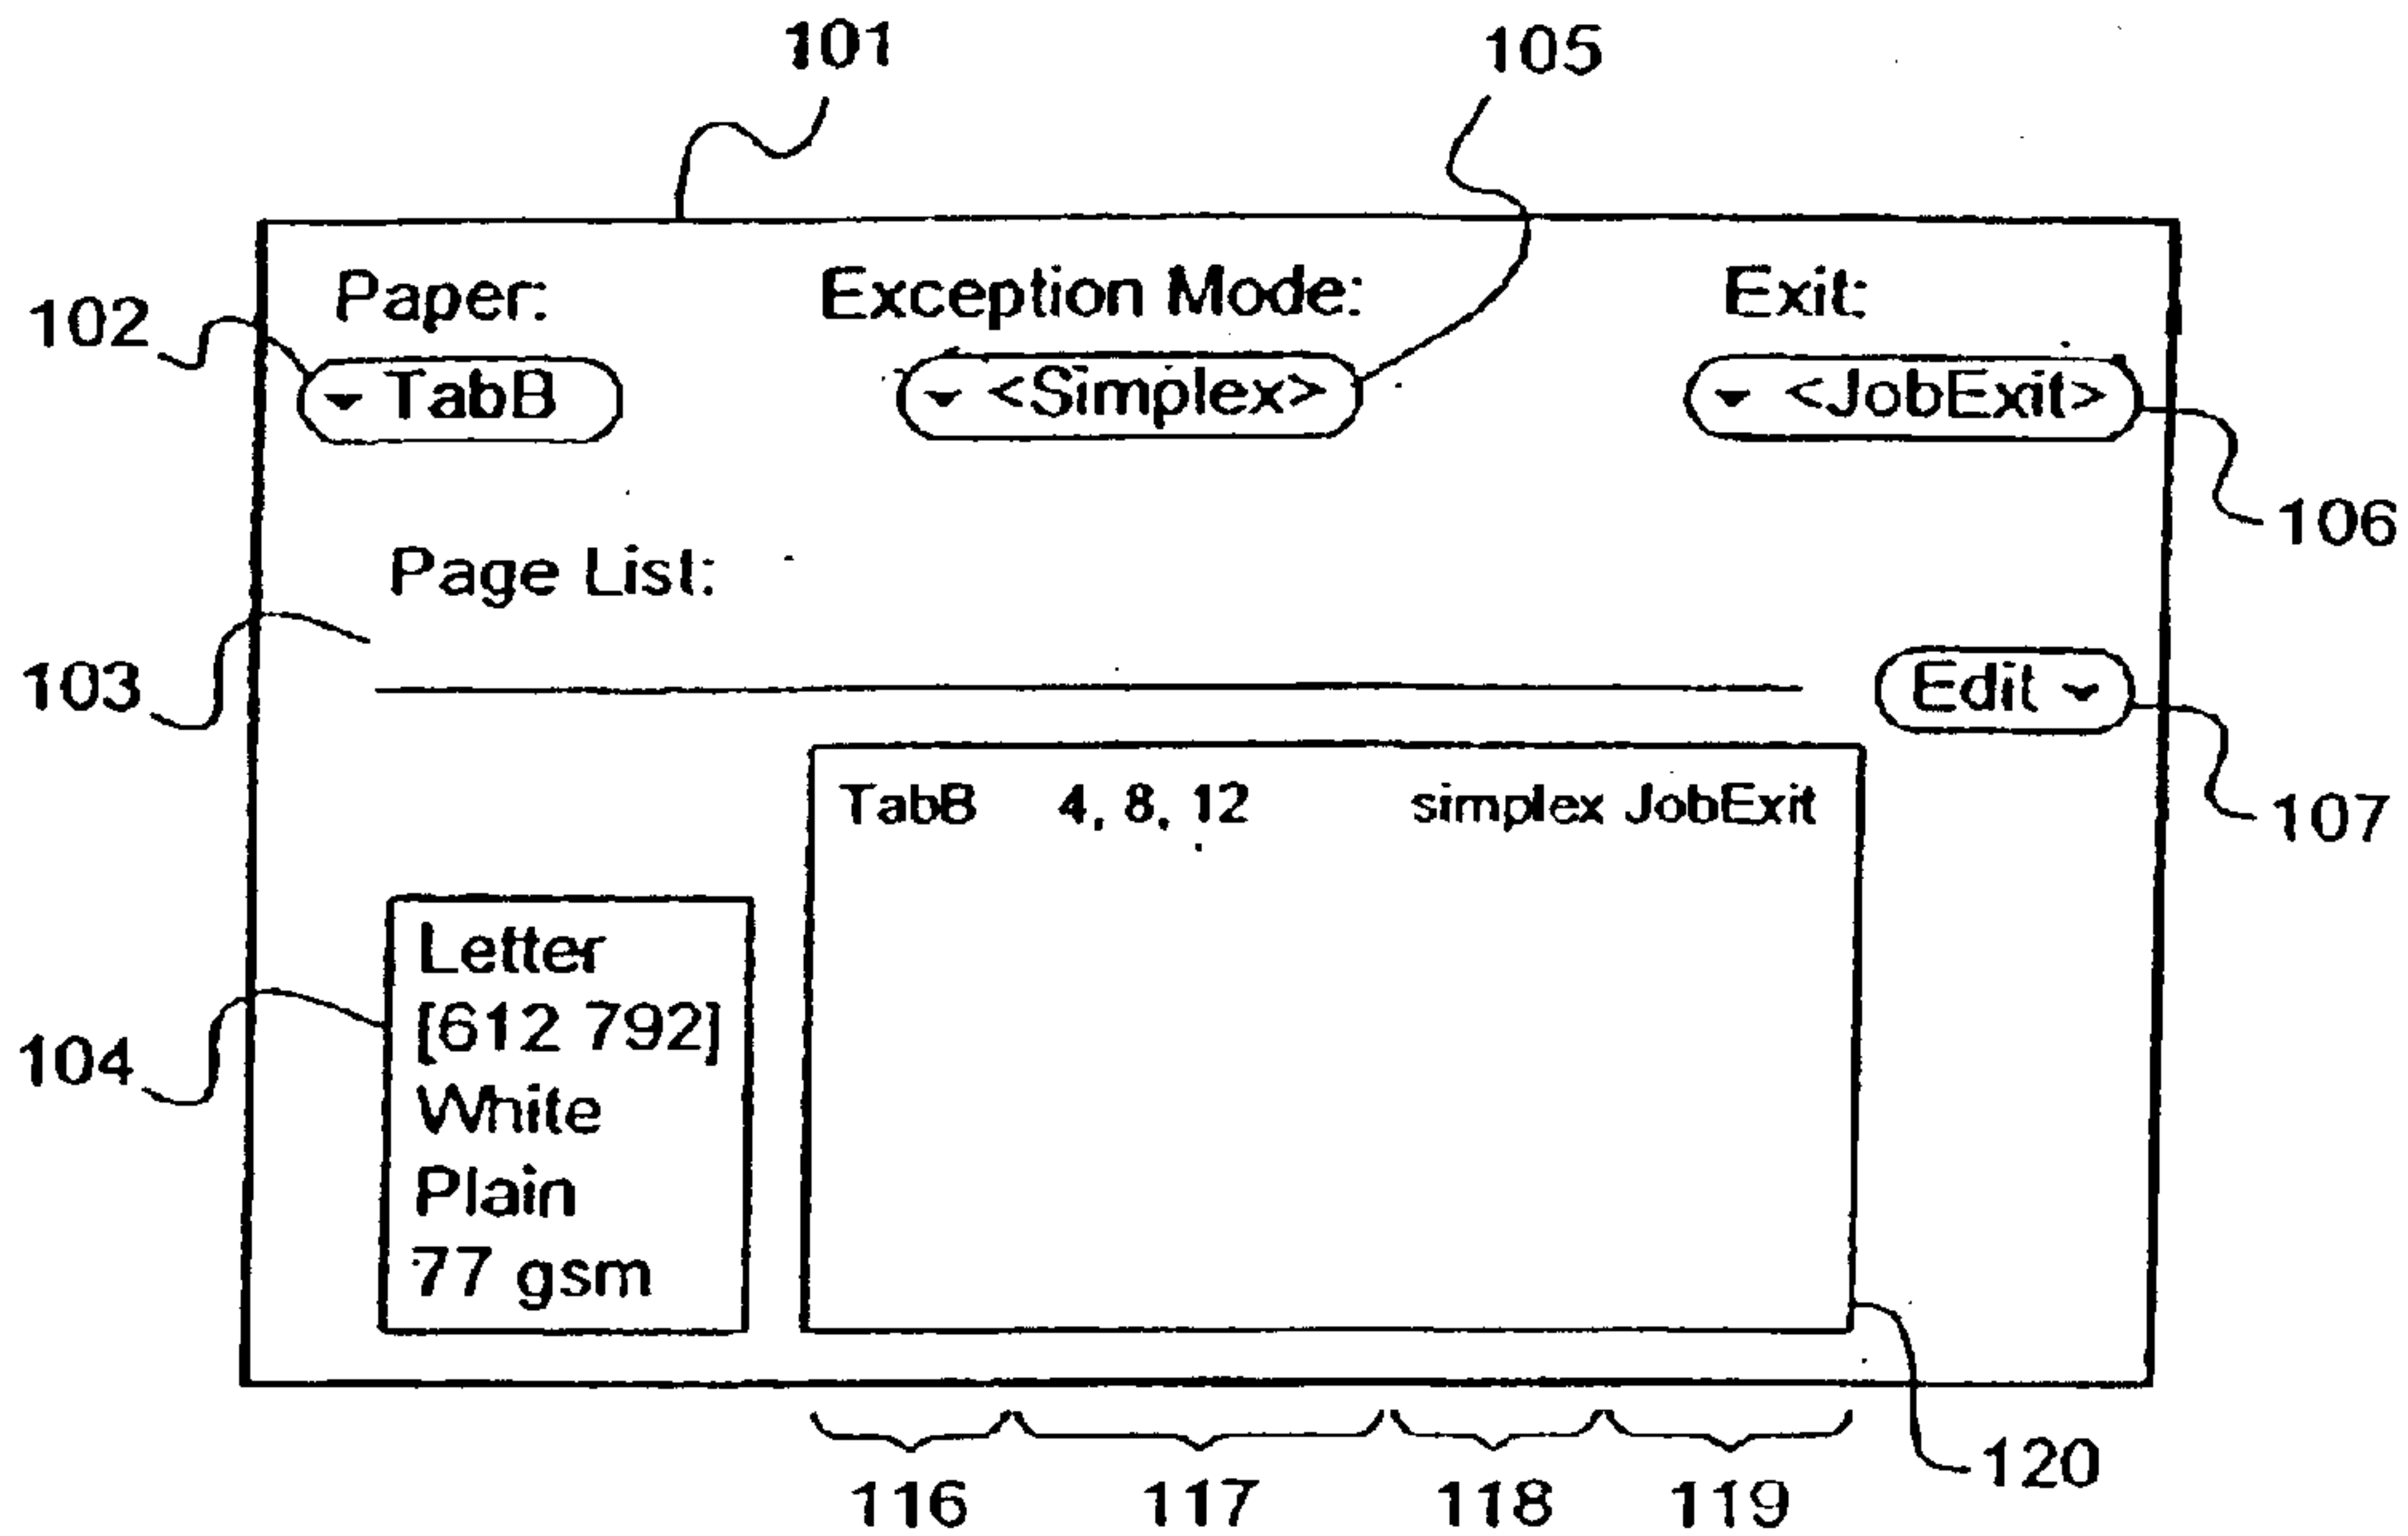 101 105
Paper: Exception Mode: Exit:
102
TabB <Simplex> <JobExit>
106
Page List:
103
Edit
107
TabB 4, 8, 12 simplex JobExit
Letter
[612 792]
104
White
Plain
77 gsm
120
116 117 118 119